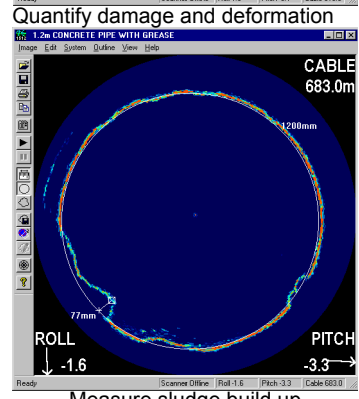 Quantify damage and deformation
1.2m CONCRETE PIPE WITH GREASE
Image Edit System Outline View Help
CABLE
683.0m
1200mm
77mm
ROLL
-1.6
PITCH
-3.3
Ready Scanner Offline Roll -1.6 Pitch -3.3 Cable 683.0
Measure sludge build up